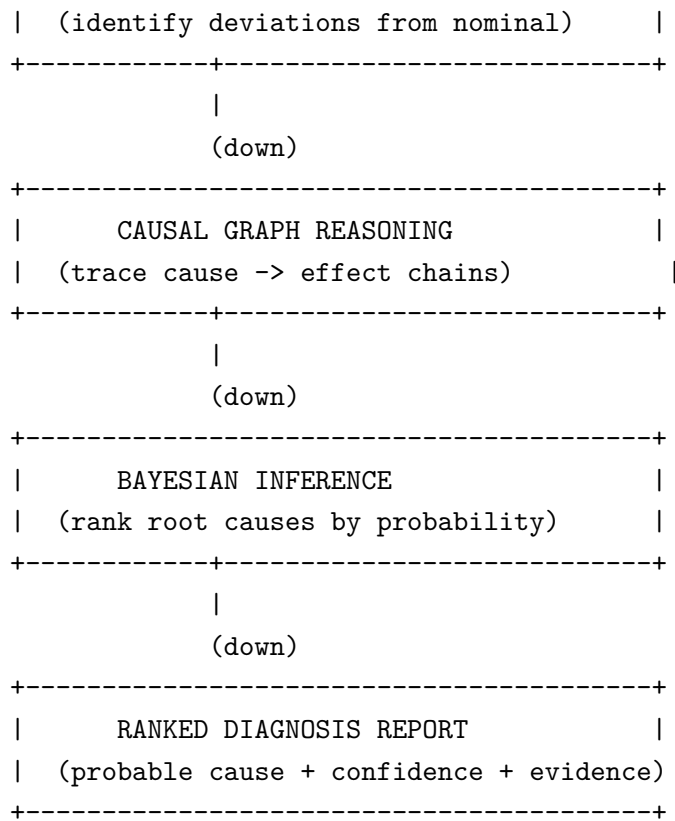 |  (identify deviations from nominal)     |
+------------+----------------------------+
             |
             (down)
+-----------------------------------------+
|      CAUSAL GRAPH REASONING             |
|  (trace cause -> effect chains)          |
+------------+----------------------------+
             |
             (down)
+-----------------------------------------+
|      BAYESIAN INFERENCE                 |
|  (rank root causes by probability)      |
+------------+----------------------------+
             |
             (down)
+-----------------------------------------+
|      RANKED DIAGNOSIS REPORT            |
|  (probable cause + confidence + evidence)
+-----------------------------------------+